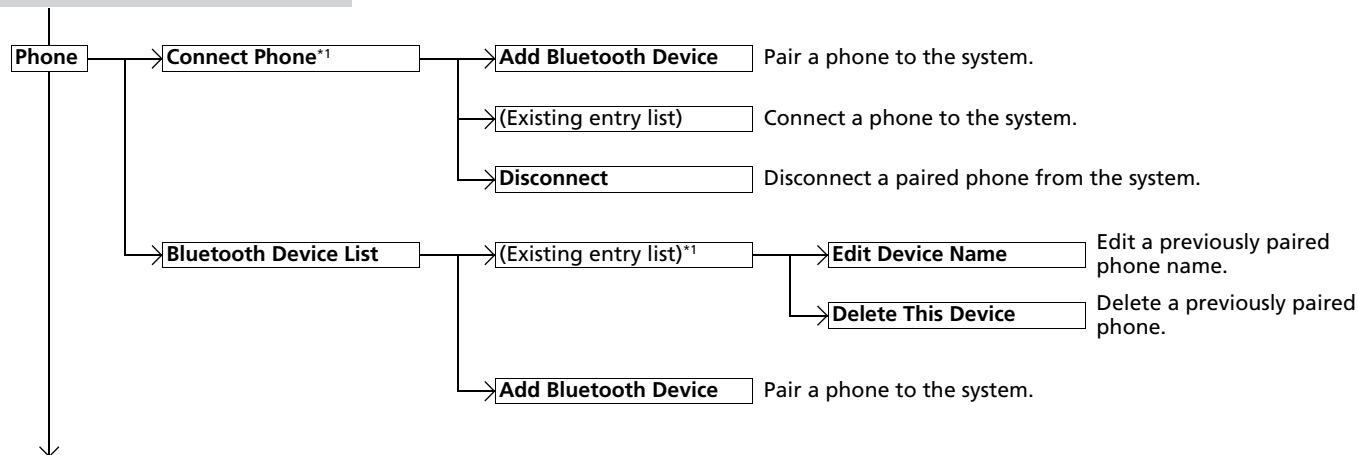 Phone
Connect Phone*1
Add Bluetooth Device
Pair a phone to the system.
(Existing entry list)
Connect a phone to the system.
Disconnect
Disconnect a paired phone from the system.
Bluetooth Device List
(Existing entry list)*1
Edit Device Name
Edit a previously paired
phone name.
Delete This Device
Delete a previously paired
phone.
Add Bluetooth Device
Pair a phone to the system.